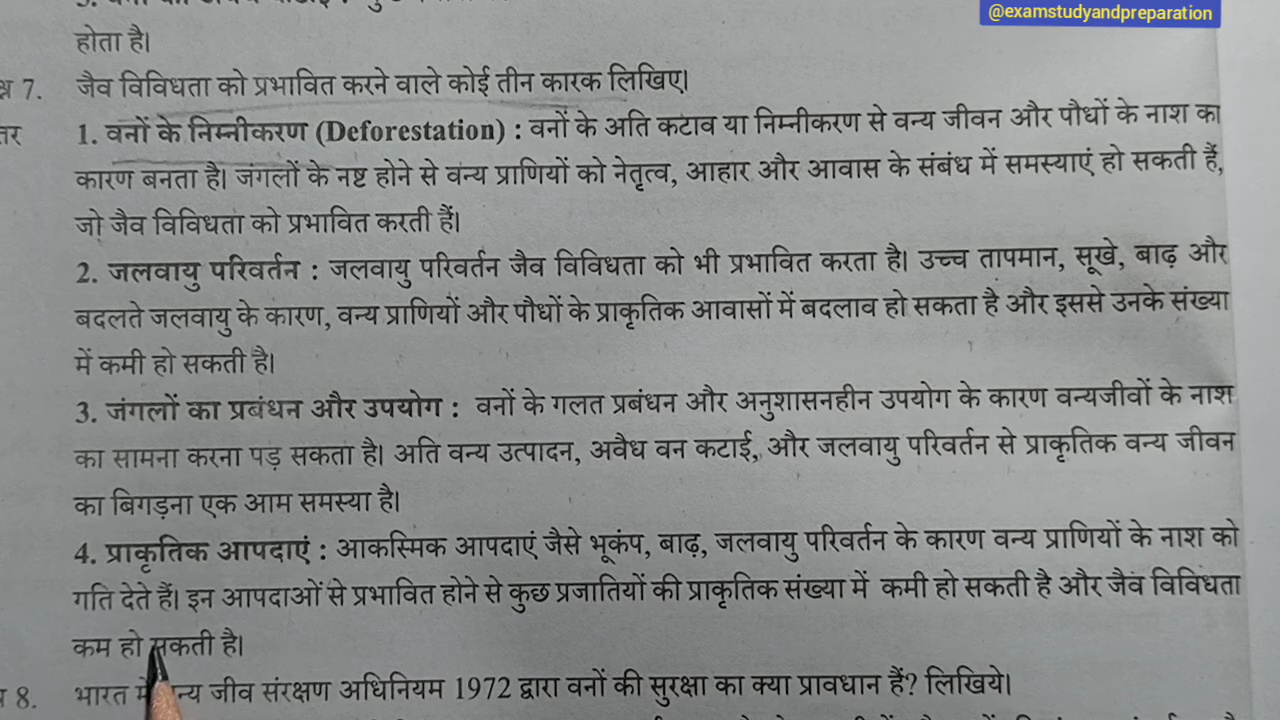 @examstudyandpreparation
होता है।
7. जैव विविधता को प्रभावित करने वाले कोई तीन कारक लिखिए।
1. वनों के निम्नीकरण (Deforestation) : वनों के अति कटाव या निम्नीकरण से वन्य जीवन और पौधों के नाश का
कारण बनता है। जंगलों के नष्ट होने से वन्य प्राणियों को नेतृत्व, आहार और आवास के संबंध में समस्याएं हो सकती हैं,
जो जैव विविधता को प्रभावित करती हैं।
2. जलवायु परिवर्तन : जलवायु परिवर्तन जैव विविधता को भी प्रभावित करता है। उच्च तापमान, सूखे, बाढ़ और
बदलते जलवायु के कारण, वन्य प्राणियों और पौधों के प्राकृतिक आवासों में बदलाव हो सकता है और इससे उनके संख्या
में कमी हो सकती है।
3. जंगलों का प्रबंधन और उपयोग : वनों के गलत प्रबंधन और अनुशासनहीन उपयोग के कारण वन्यजीवों के नाश
का सामना करना पड़ सकता है। अति वन्य उत्पादन, अवैध वन कटाई, और जलवायु परिवर्तन से प्राकृतिक वन्य जीवन
का बिगड़ना एक आम समस्या है।
4. प्राकृतिक आपदाएं : आकस्मिक आपदाएं जैसे भूकंप, बाढ़, जलवायु परिवर्तन के कारण वन्य प्राणियों के नाश को
गति देते हैं। इन आपदाओं से प्रभावित होने से कुछ प्रजातियों की प्राकृतिक संख्या में कमी हो सकती है और जैव विविधता
कम हो सकती है।
8. भारत में जीव संरक्षण अधिनियम 1972 द्वारा वनों की सुरक्षा का क्या प्रावधान हैं? लिखिये।